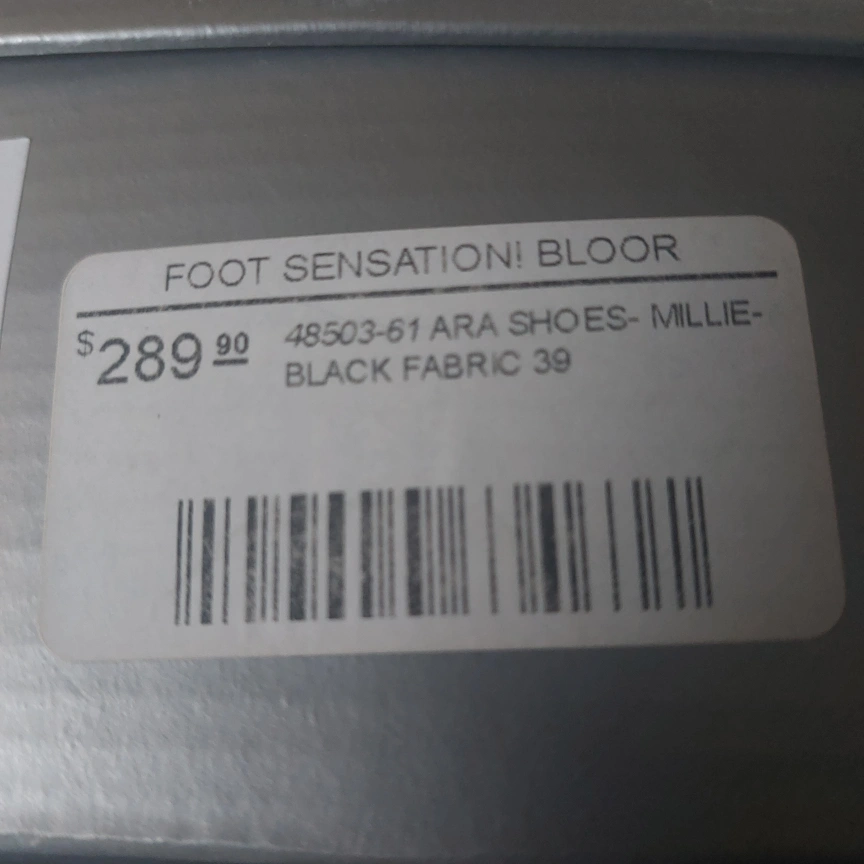 FOOT SENSATION! BLOOR
$289 90
48503-61 ARA SHOES- MILLIE-
BLACK FABRIC 39